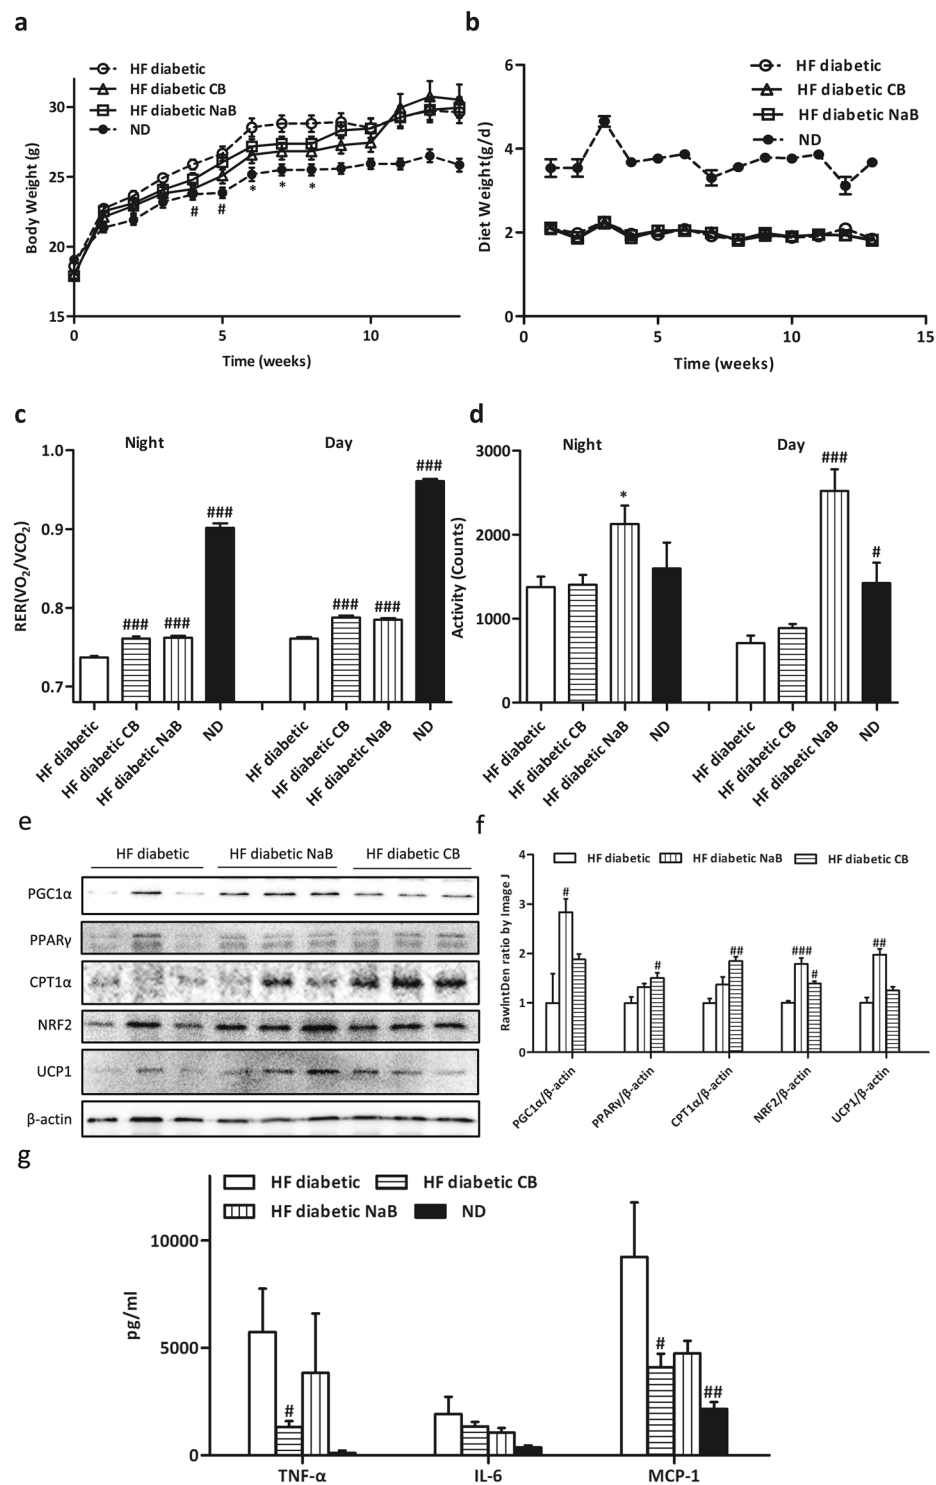 a
HF diabetic
HF diabetic CB
HF diabetic NaB
ND
30
25
20
15
Body Weight (g)
* * *
# #
0 5 10
Time (weeks)
b
HF diabetic
HF diabetic CB
HF diabetic NaB
ND
6
4
2
0
Diet Weight(g/d)
0 5 10 15
Time (weeks)
c
Night Day
1.0
0.9
0.8
0.7
RER(VO2/VCO2)
### ### ### ### ### ###
HF diabetic
HF diabetic CB
HF diabetic NaB
ND
HF diabetic
HF diabetic CB
HF diabetic NaB
ND
d
Night Day
3000
2000
1000
0
Activity (Counts)
* ### #
HF diabetic
HF diabetic CB
HF diabetic NaB
ND
HF diabetic
HF diabetic CB
HF diabetic NaB
ND
e
HF diabetic HF diabetic NaB HF diabetic CB
PGC1α
PPARγ
CPT1α
NRF2
UCP1
β-actin
f
HF diabetic HF diabetic NaB HF diabetic CB
4
3
2
1
0
RawIntDen ratio by Image J
# # ## ### # ##
PGC1α/β-actin
PPARγ/β-actin
CPT1α/β-actin
NRF2/β-actin
UCP1/β-actin
g
HF diabetic HF diabetic CB
HF diabetic NaB ND
10000
5000
0
pg/ml
# # ##
TNF-α IL-6 MCP-1